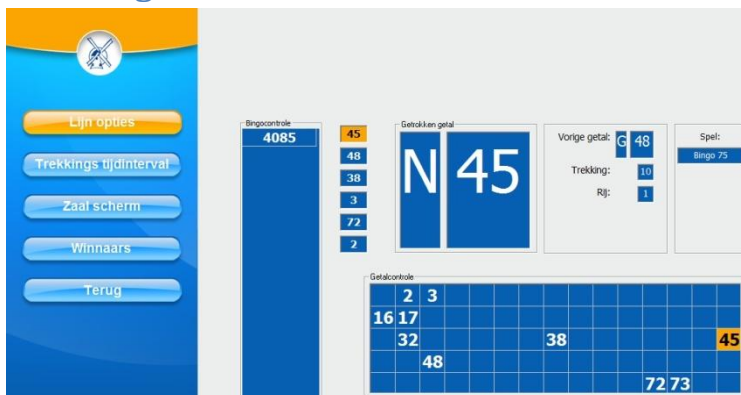 Lijn opties
Trekkings tijdinterval
Zaal scherm
Winnaars
Terug
Bingocontrole
4085
45
48
38
3
72
2
Getrokken getal
N 45
Vorige getal: G 48
Trekking: 10
Rij: 1
Spel:
Bingo 75
Getalcontrole
2 3
16 17
32 38 45
48
72 73